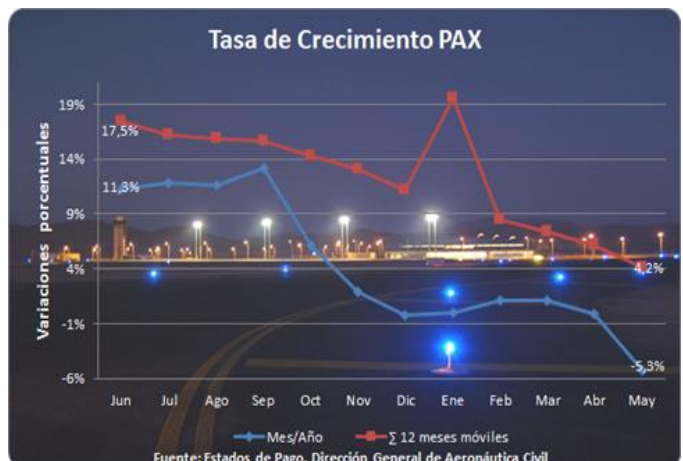 Tasa de Crecimiento PAX
Variaciones porcentuales
19%
14%
9%
4%
-1%
-6%
17,5%
11,3%
4,2%
-5,3%
Jun Jul Ago Sep Oct Nov Dic Ene Feb Mar Abr May
Mes/Año ∑ 12 meses móviles
Fuente: Estados de Pago, Dirección General de Aeronáutica Civil